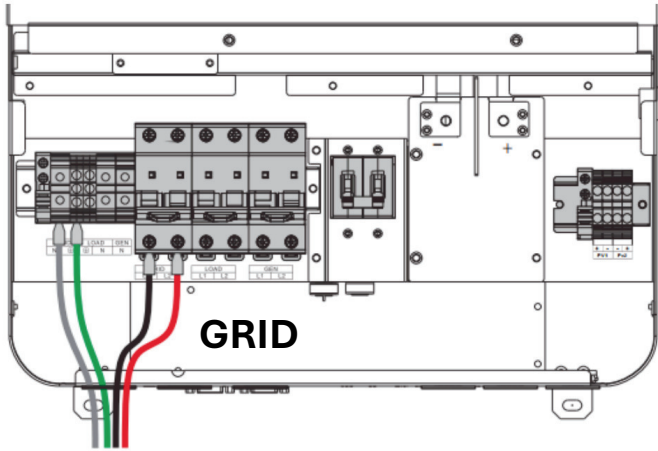 − +
LOAD GEN
N N N
LOAD GEN
L1 L2 L1 L2
+ - - +
PV1 Pv2
GRID